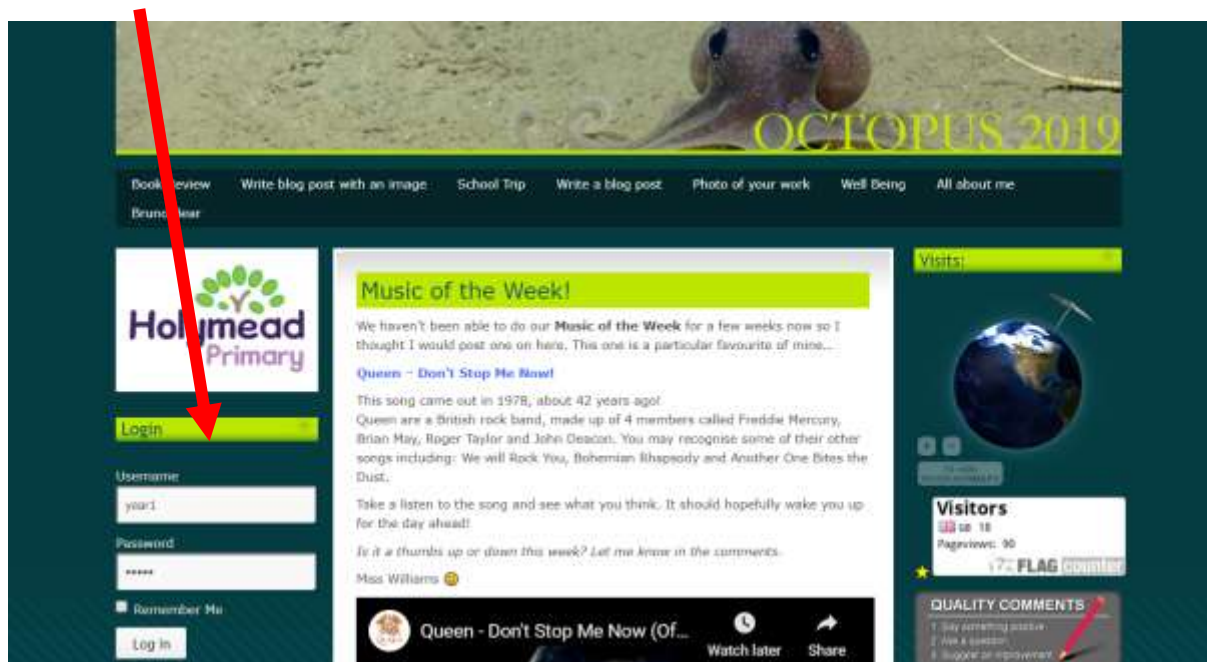 OCTOPUS 2019
Book Review Write blog post with an image School Trip Write a blog post Photo of your work Well Being All about me
Bruno Bear
Holymead
Primary
Login
Username
year1
Password
•••••
Remember Me
Log In
Music of the Week!
We haven't been able to do our Music of the Week for a few weeks now so I
thought I would post one on here. This one is a particular favourite of mine...
Queen - Don't Stop Me Now!
This song came out in 1978, about 42 years ago!
Queen are a British rock band, made up of 4 members called Freddie Mercury,
Brian May, Roger Taylor and John Deacon. You may recognise some of their other
songs including: We will Rock You, Bohemian Rhapsody and Another One Bites the
Dust.
Take a listen to the song and see what you think. It should hopefully wake you up
for the day ahead!
Is it a thumbs up or down this week? Let me know in the comments.
Miss Williams
Queen - Don't Stop Me Now (Of...
Watch later Share
Visits!
Visitors
GB 18
Pageviews: 90
FLAG counter
QUALITY COMMENTS
1. Say something positive.
2. Ask a question.
3. Suggest an improvement.